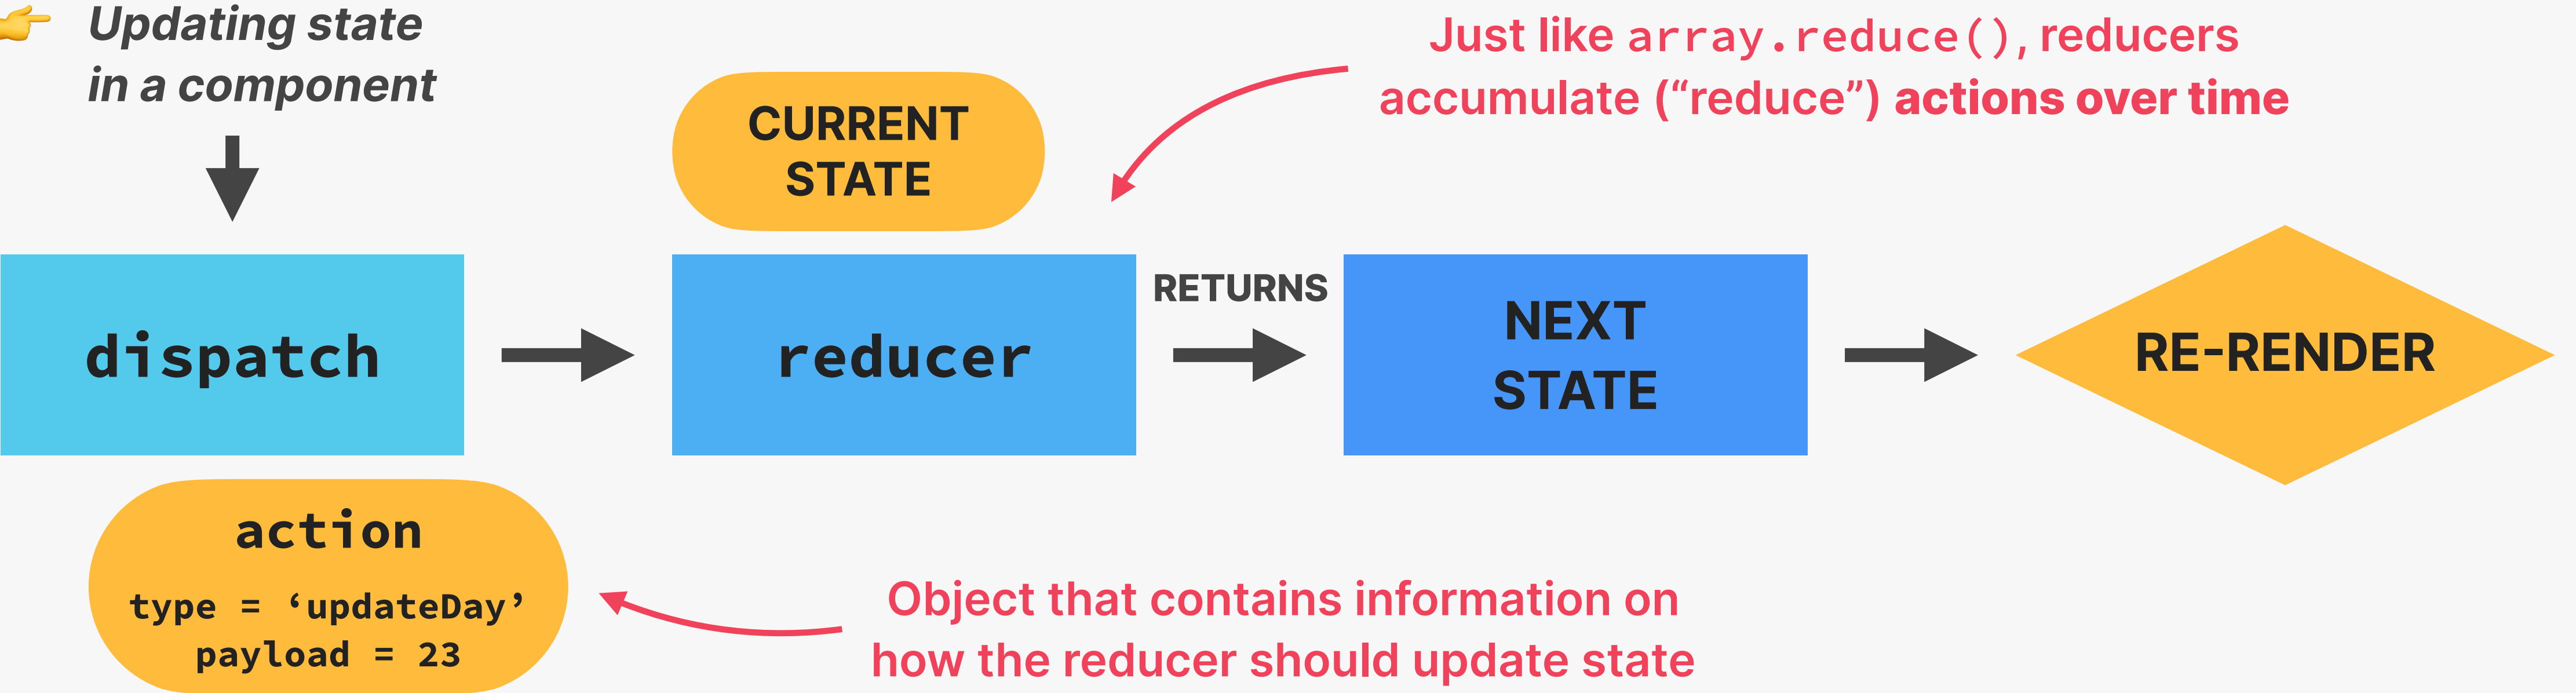 Updating state
in a component
CURRENT
STATE
Just like array.reduce(), reducers
accumulate (“reduce”) actions over time
dispatch
reducer
RETURNS
NEXT
STATE
RE-RENDER
action
type = ‘updateDay’
payload = 23
Object that contains information on
how the reducer should update state